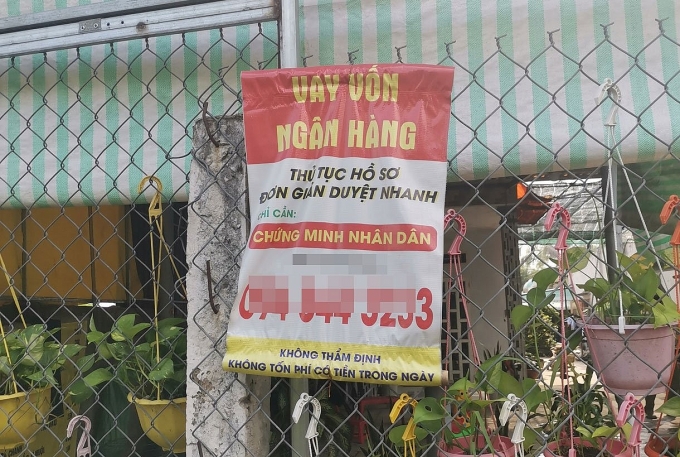 VAY VỐN
NGÂN HÀNG
THỦ TỤC HỒ SƠ
ĐƠN GIẢN DUYỆT NHANH
CHỈ CẦN:
CHỨNG MINH NHÂN DÂN
KHÔNG THẨM ĐỊNH
KHÔNG TỐN PHÍ CÓ TIỀN TRONG NGÀY